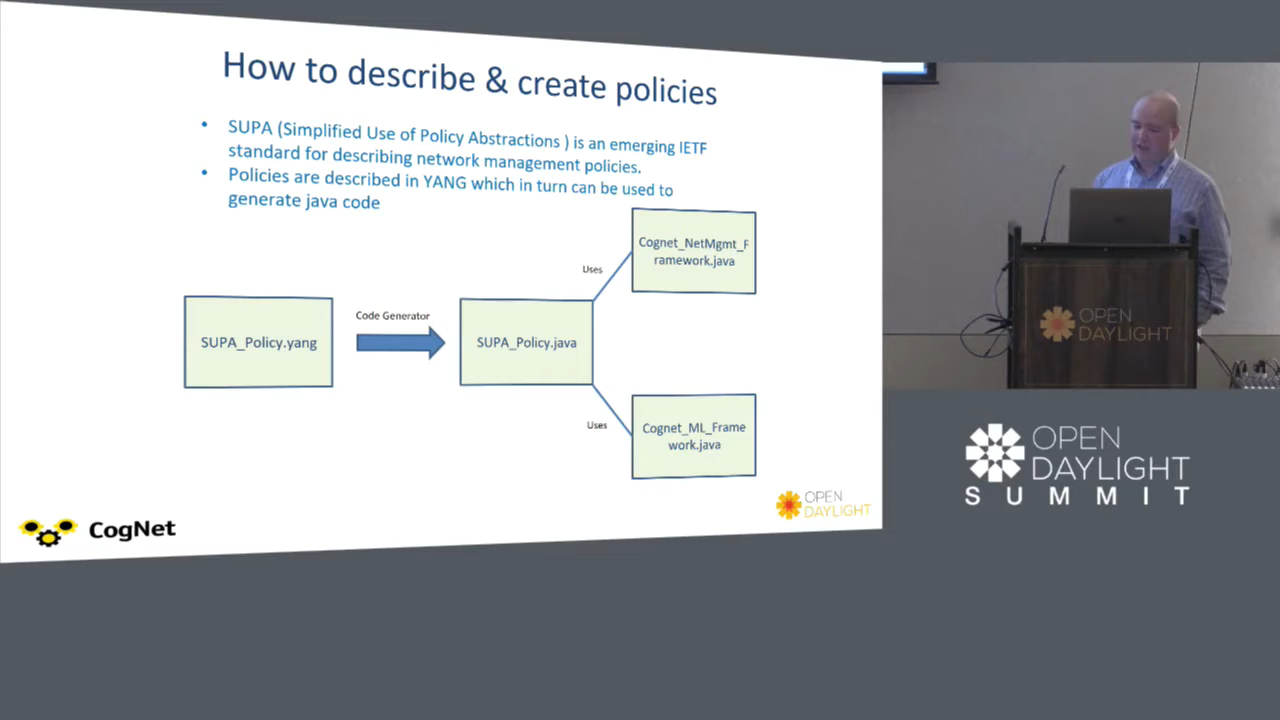 How to describe & create policies
• SUPA (Simplified Use of Policy Abstractions ) is an emerging IETF
standard for describing network management policies.
• Policies are described in YANG which in turn can be used to
generate java code
Cognet_NetMgmt_F
ramework.java
Uses
Code Generator
SUPA_Policy.yang
SUPA_Policy.java
Uses
Cognet_ML_Frame
work.java
CogNet
OPEN
DAYLIGHT
OPEN
DAYLIGHT
OPEN
DAYLIGHT
SUMMIT